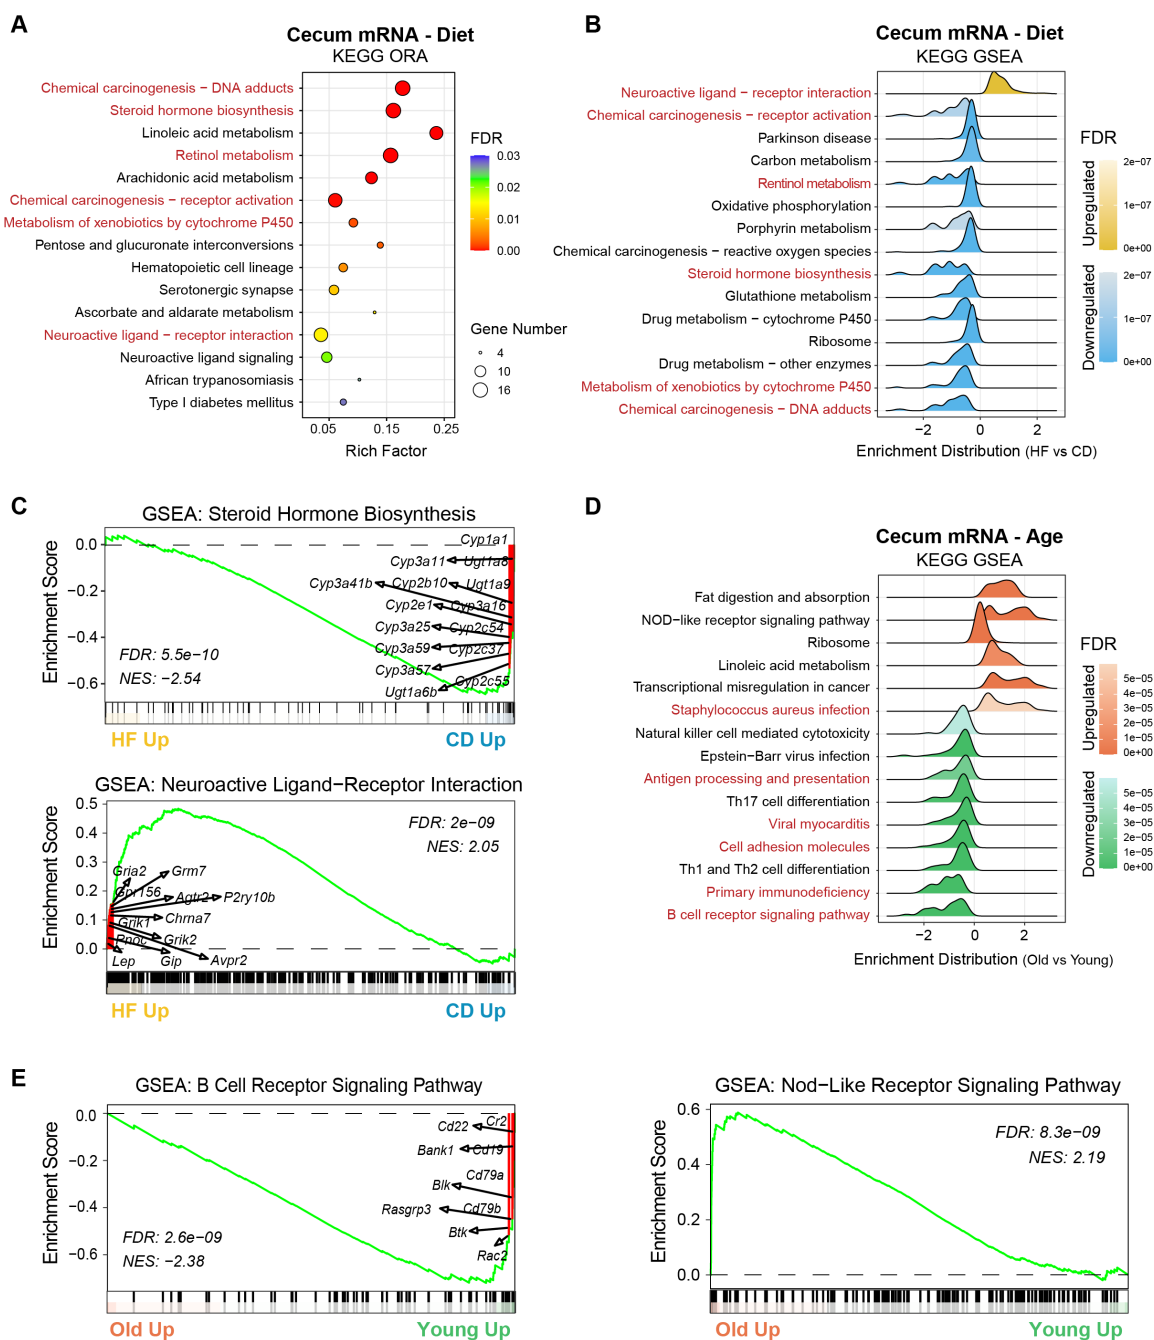 A
Cecum mRNA - Diet
KEGG ORA
Chemical carcinogenesis − DNA adducts
Steroid hormone biosynthesis
Linoleic acid metabolism
Retinol metabolism
Arachidonic acid metabolism
Chemical carcinogenesis − receptor activation
Metabolism of xenobiotics by cytochrome P450
Pentose and glucuronate interconversions
Hematopoietic cell lineage
Serotonergic synapse
Ascorbate and aldarate metabolism
Neuroactive ligand − receptor interaction
Neuroactive ligand signaling
African trypanosomiasis
Type I diabetes mellitus
0.05 0.15 0.25
Rich Factor
FDR
0.03
0.02
0.01
0.00
Gene Number
4
10
16
B
Cecum mRNA - Diet
KEGG GSEA
Neuroactive ligand − receptor interaction
Chemical carcinogenesis − receptor activation
Parkinson disease
Carbon metabolism
Rentinol metabolism
Oxidative phosphorylation
Porphyrin metabolism
Chemical carcinogenesis − reactive oxygen species
Steroid hormone biosynthesis
Glutathione metabolism
Drug metabolism − cytochrome P450
Ribosome
Drug metabolism − other enzymes
Metabolism of xenobiotics by cytochrome P450
Chemical carcinogenesis − DNA adducts
−2 0 2
Enrichment Distribution (HF vs CD)
FDR
Upregulated
2e−07
1e−07
0e+00
Downregulated
2e−07
1e−07
0e+00
C
GSEA: Steroid Hormone Biosynthesis
Enrichment Score
0.0
−0.2
−0.4
−0.6
Cyp1a1
Cyp3a11 Ugt1a8
Cyp3a41b Cyp2b10 Ugt1a9
Cyp2e1 Cyp3a16
Cyp3a25 Cyp2c54
Cyp3a59 Cyp2c37
Cyp3a57
Cyp2c55
Ugt1a6b
FDR: 5.5e−10
NES: −2.54
HF Up CD Up
GSEA: Neuroactive Ligand−Receptor Interaction
Enrichment Score
0.5
0.4
0.3
0.2
0.1
0.0
FDR: 2e−09
NES: 2.05
Gria2 Grm7
Gpr156 Agtr2 P2ry10b
Grik1 Chrna7
Pnoc Grik2
Lep Gip Avpr2
HF Up CD Up
D
Cecum mRNA - Age
KEGG GSEA
Fat digestion and absorption
NOD−like receptor signaling pathway
Ribosome
Linoleic acid metabolism
Transcriptional misregulation in cancer
Staphylococcus aureus infection
Natural killer cell mediated cytotoxicity
Epstein−Barr virus infection
Antigen processing and presentation
Th17 cell differentiation
Viral myocarditis
Cell adhesion molecules
Th1 and Th2 cell differentiation
Primary immunodeficiency
B cell receptor signaling pathway
−2 0 2
Enrichment Distribution (Old vs Young)
FDR
Upregulated
5e−05
4e−05
3e−05
2e−05
1e−05
0e+00
Downregulated
5e−05
4e−05
3e−05
2e−05
1e−05
0e+00
E
GSEA: B Cell Receptor Signaling Pathway
Enrichment Score
0.0
−0.2
−0.4
−0.6
Cr2
Cd22
Bank1 Cd19
Cd79a
Blk
Rasgrp3 Cd79b
Btk
Rac2
FDR: 2.6e−09
NES: −2.38
Old Up Young Up
GSEA: Nod−Like Receptor Signaling Pathway
Enrichment Score
0.6
0.4
0.2
0.0
FDR: 8.3e−09
NES: 2.19
Old Up Young Up